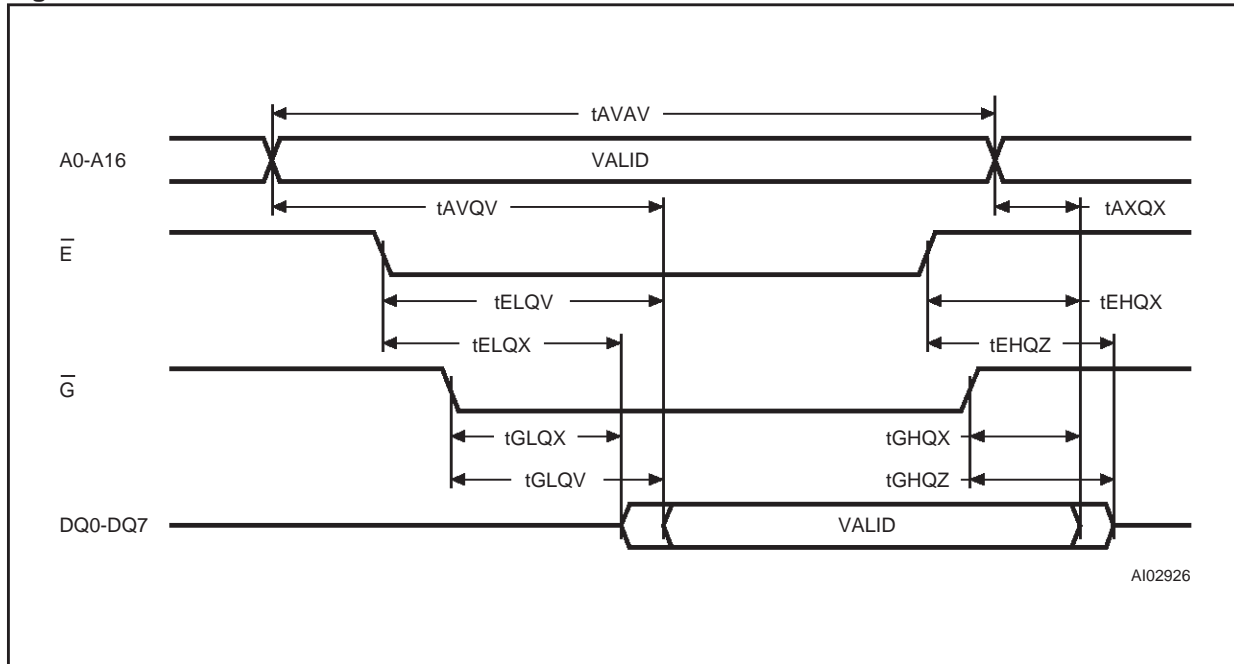 tAVAV
A0-A16
VALID
tAVQV
tAXQX
E
tELQV
tEHQX
tELQX
tEHQZ
G
tGLQX
tGHQX
tGLQV
tGHQZ
DQ0-DQ7
VALID
AI02926